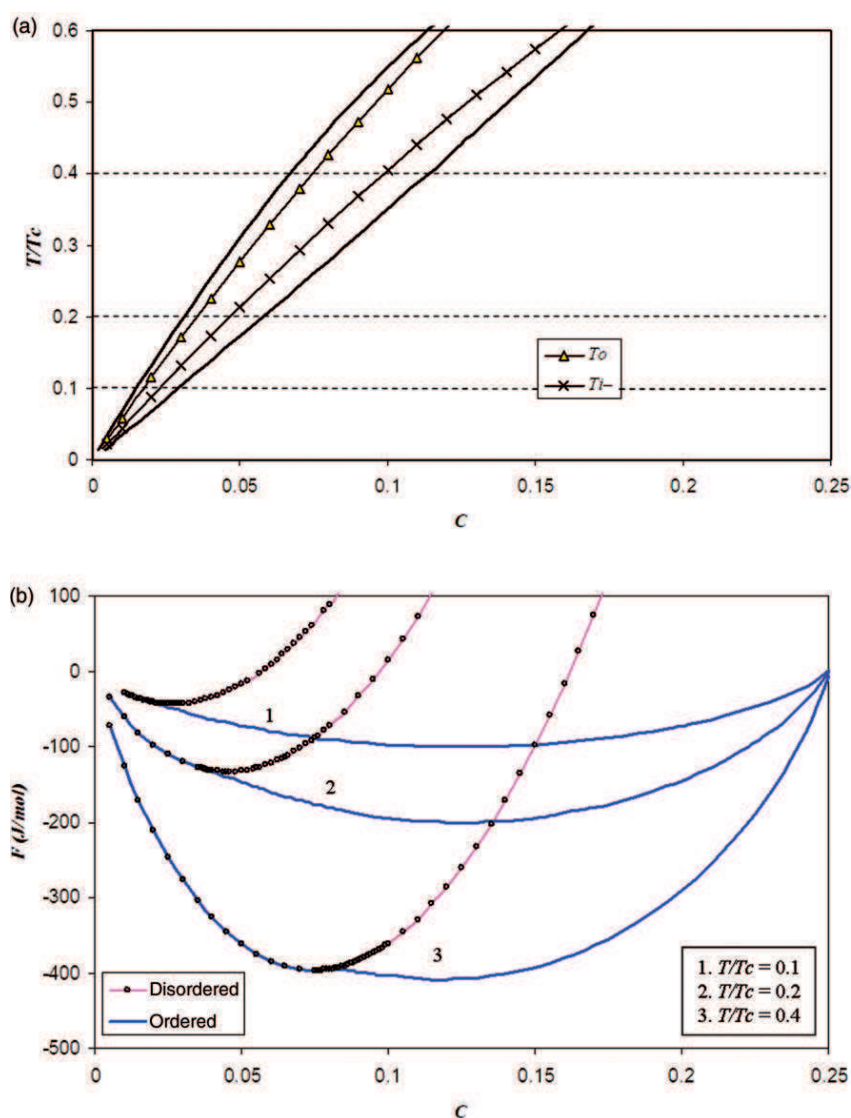 (a)
0.6
0.5
0.4
0.3
0.2
0.1
0
T/Tc
To
Ti–
0
0.05
0.1
0.15
0.2
0.25
C
(b)
100
0
-100
-200
-300
-400
-500
F (J/mol)
1
2
3
Disordered
Ordered
1. T/Tc = 0.1
2. T/Tc = 0.2
3. T/Tc = 0.4
0
0.05
0.1
0.15
0.2
0.25
C